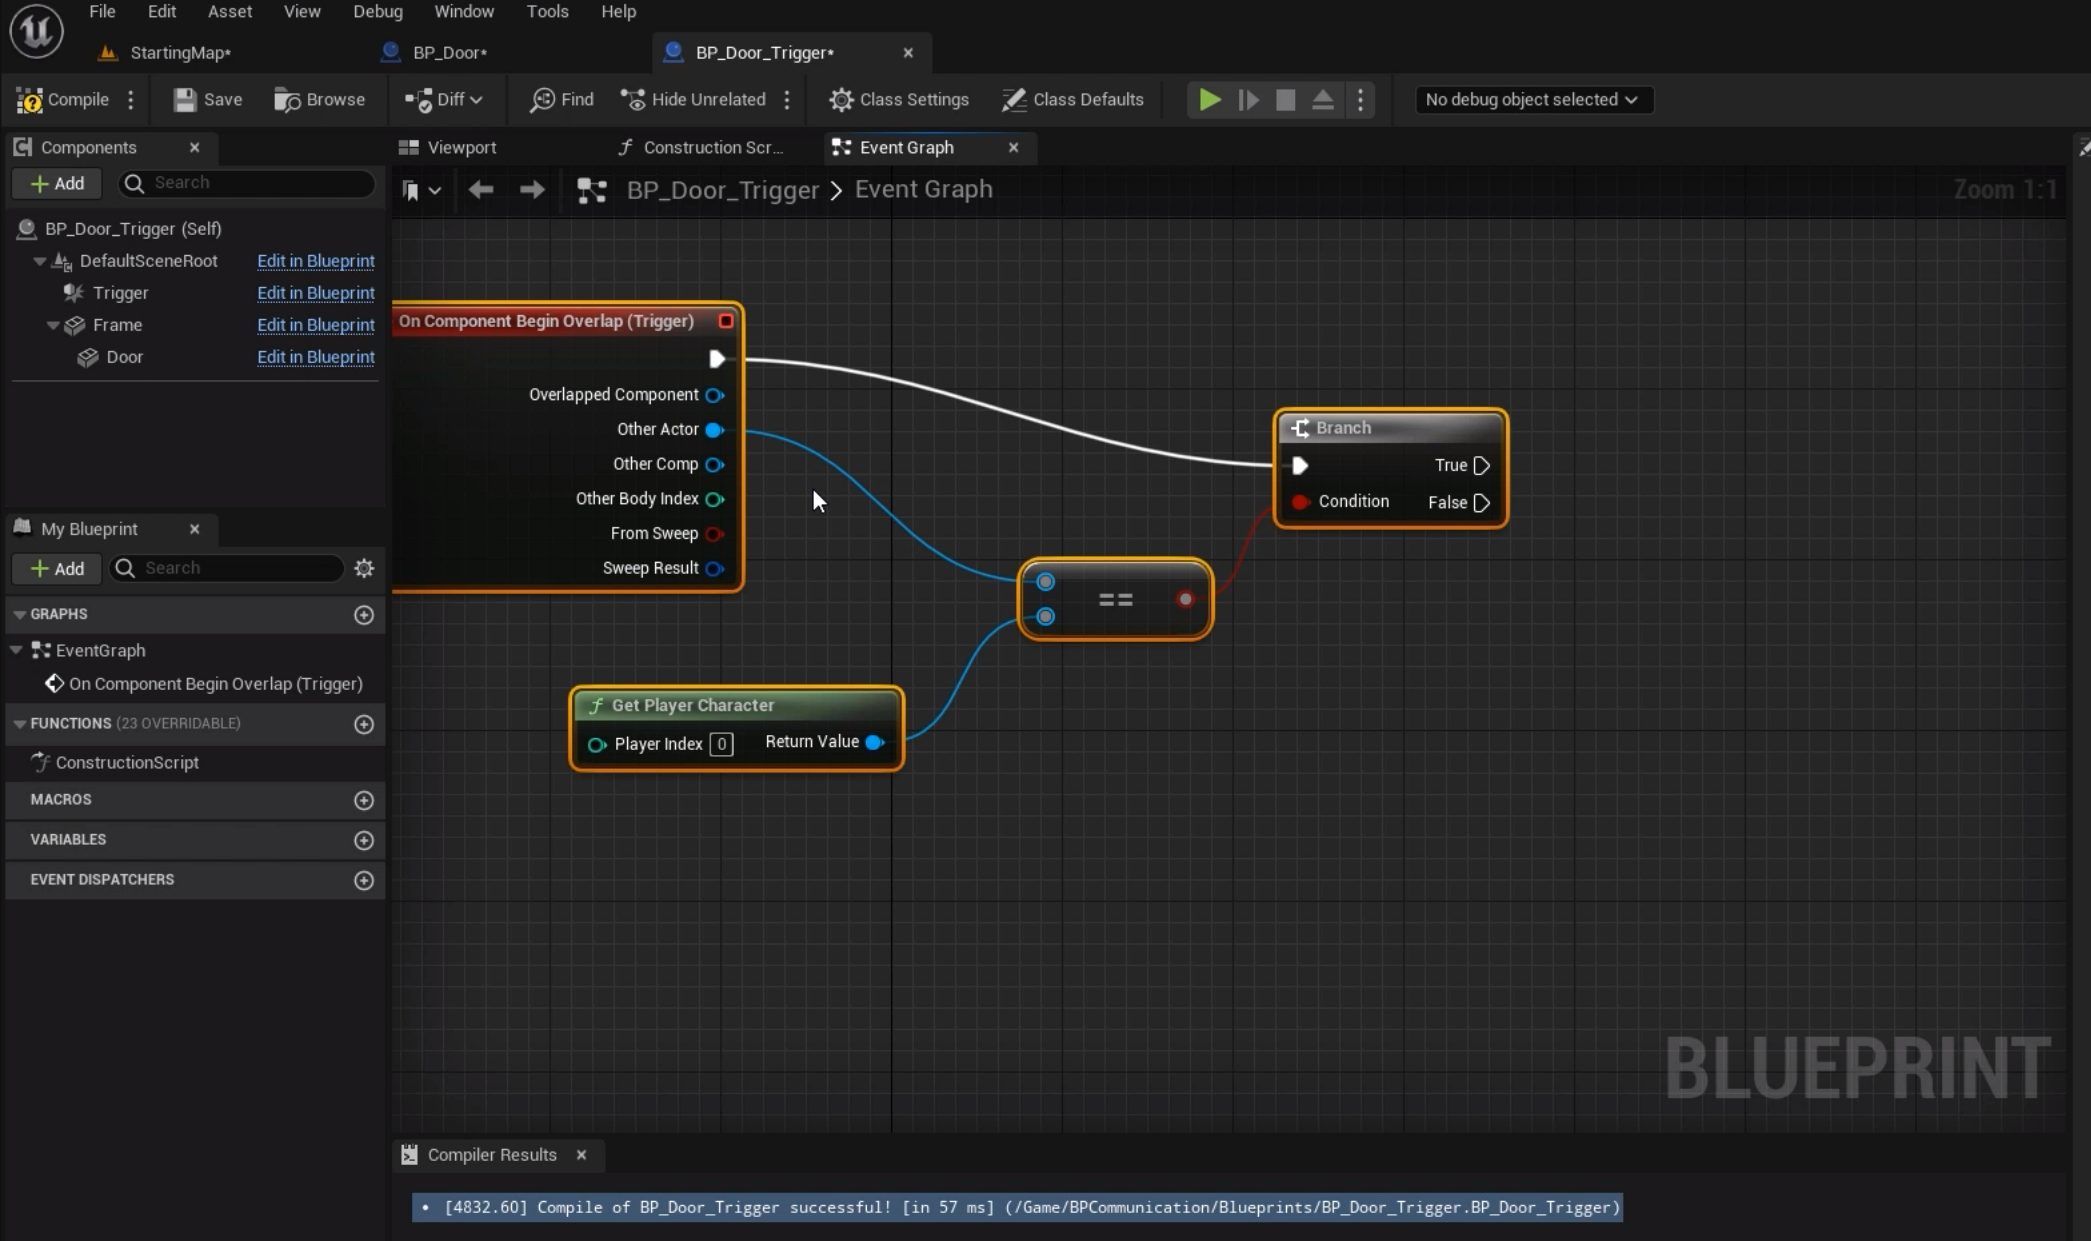 File Edit Asset View Debug Window Tools Help
StartingMap* BP_Door* BP_Door_Trigger*
Compile Save Browse Diff Find Hide Unrelated Class Settings Class Defaults No debug object selected
Components
Viewport Construction Scr... Event Graph
Add Search
BP_Door_Trigger > Event Graph
Zoom 1:1
BP_Door_Trigger (Self)
DefaultSceneRoot Edit in Blueprint
Trigger Edit in Blueprint
Frame Edit in Blueprint
Door Edit in Blueprint
On Component Begin Overlap (Trigger)
Overlapped Component
Other Actor
Other Comp
Other Body Index
From Sweep
Sweep Result
Branch
True
Condition False
==
Get Player Character
Player Index 0 Return Value
My Blueprint
Add Search
GRAPHS
EventGraph
On Component Begin Overlap (Trigger)
FUNCTIONS (23 OVERRIDABLE)
ConstructionScript
MACROS
VARIABLES
EVENT DISPATCHERS
BLUEPRINT
Compiler Results
• [4832.60] Compile of BP_Door_Trigger successful! [in 57 ms] (/Game/BPCommunication/Blueprints/BP_Door_Trigger.BP_Door_Trigger)